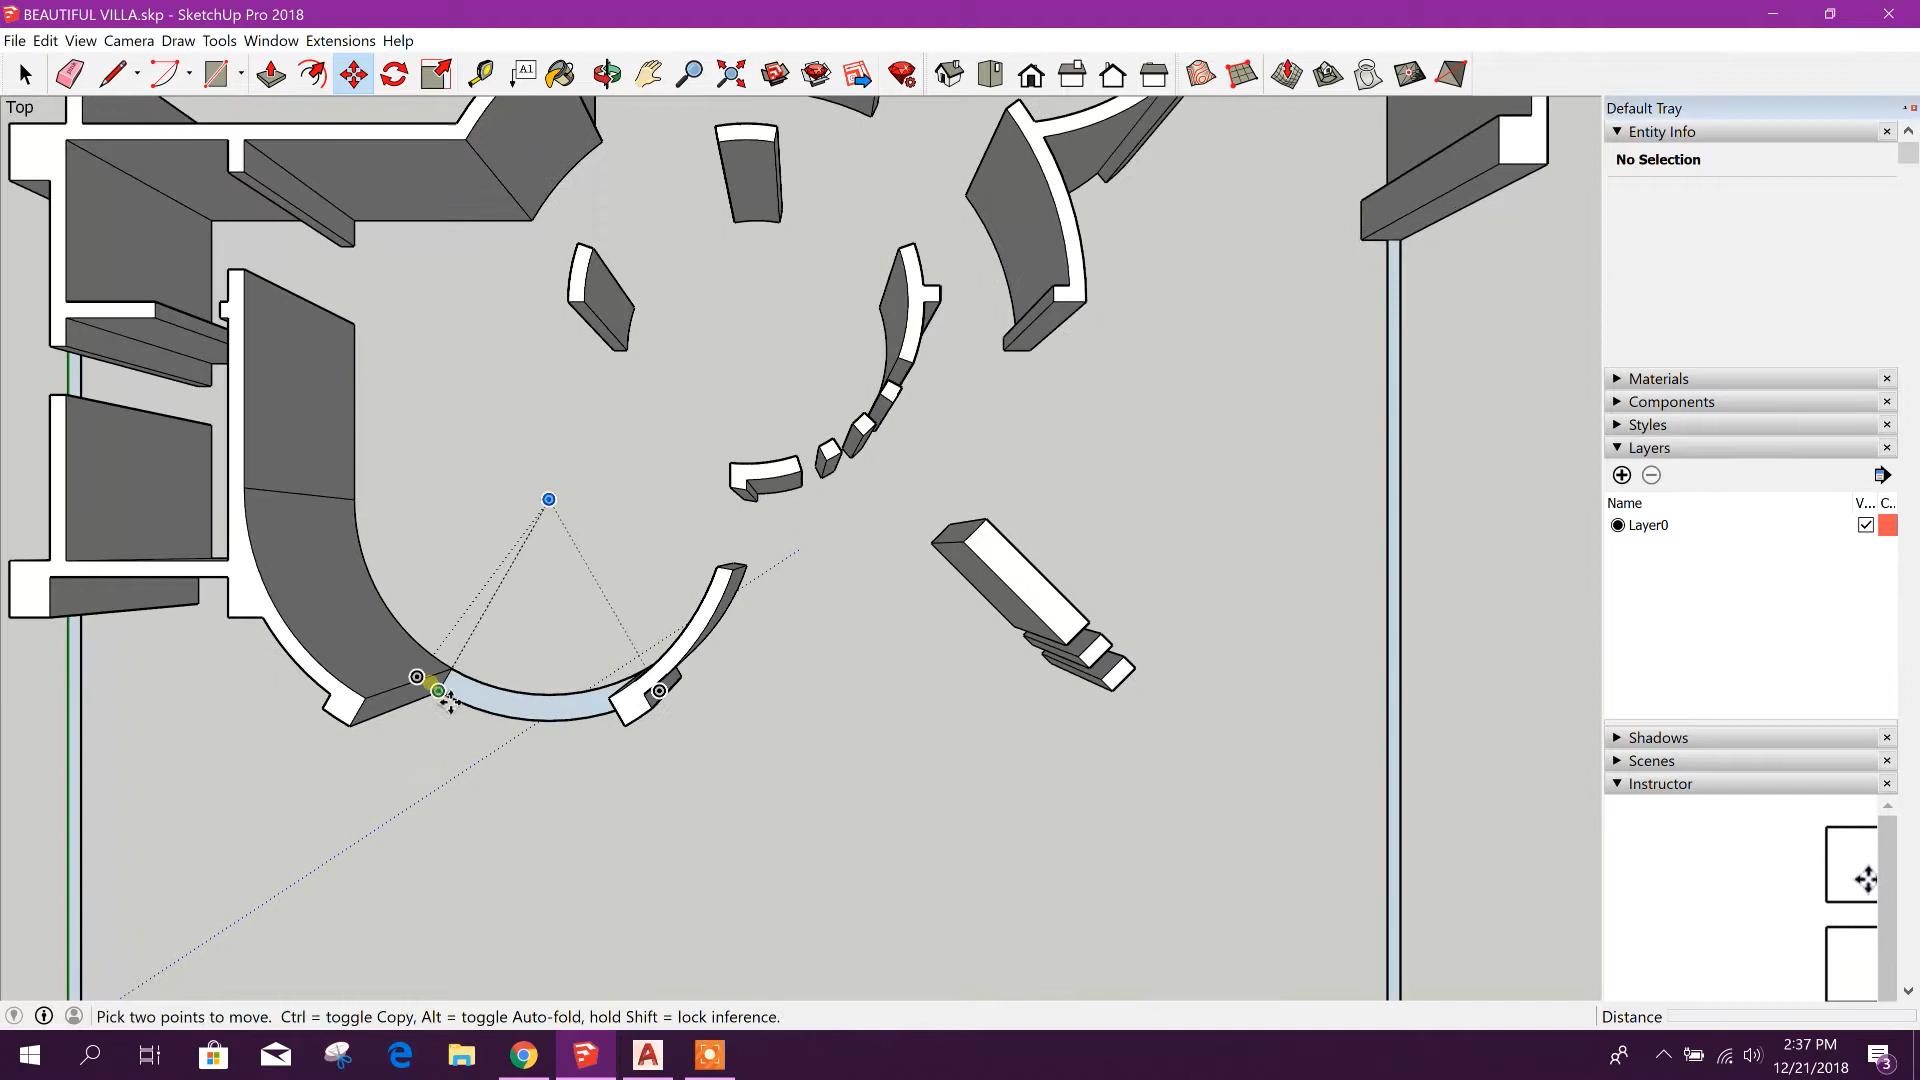 BEAUTIFUL VILLA.skp - SketchUp Pro 2018
File Edit View Camera Draw Tools Window Extensions Help
A1
Top
Default Tray
Entity Info
No Selection
Materials
Components
Styles
Layers
Name V... C..
Layer0
Shadows
Scenes
Instructor
Pick two points to move. Ctrl = toggle Copy, Alt = toggle Auto-fold, hold Shift = lock inference.
Distance
2:37 PM
12/21/2018
3